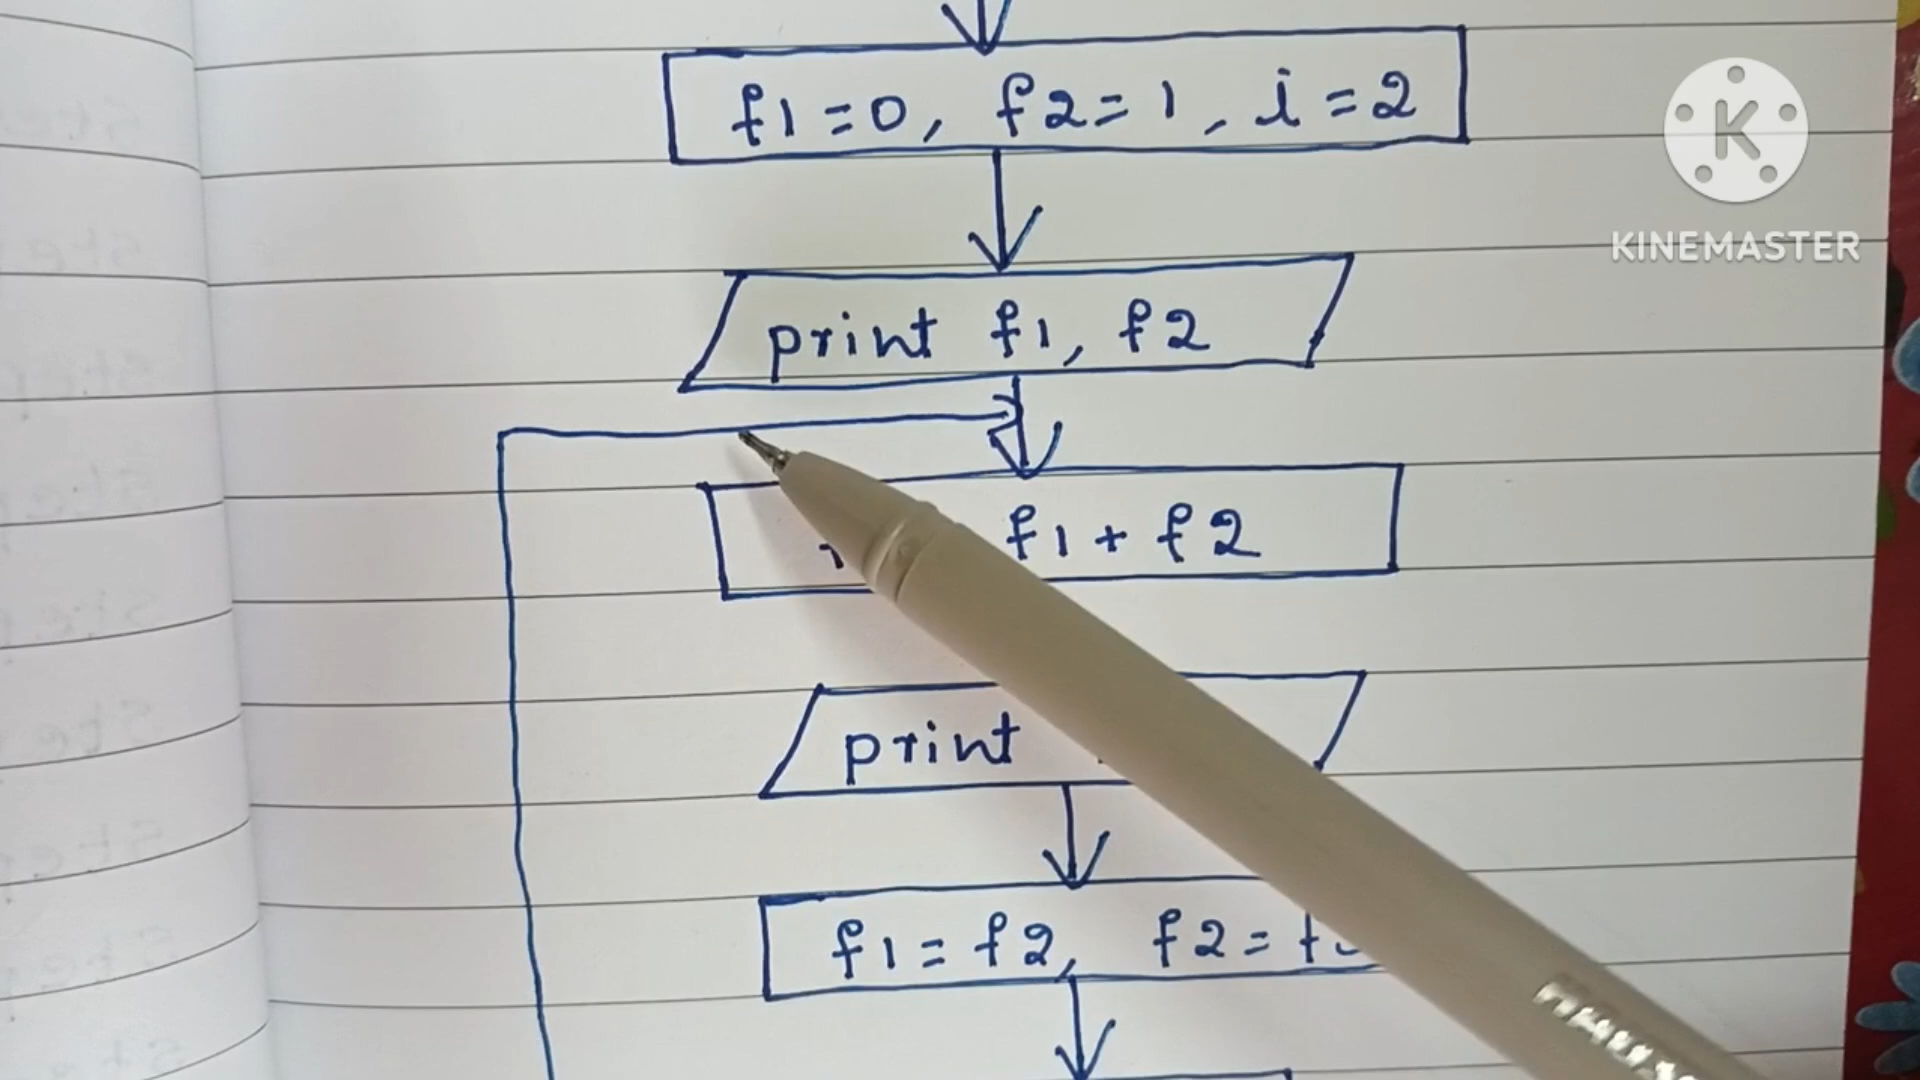 f1=0, f2=1, i=2
K
KINEMASTER
print f1, f2
f1+f2
print
f1=f2, f2=